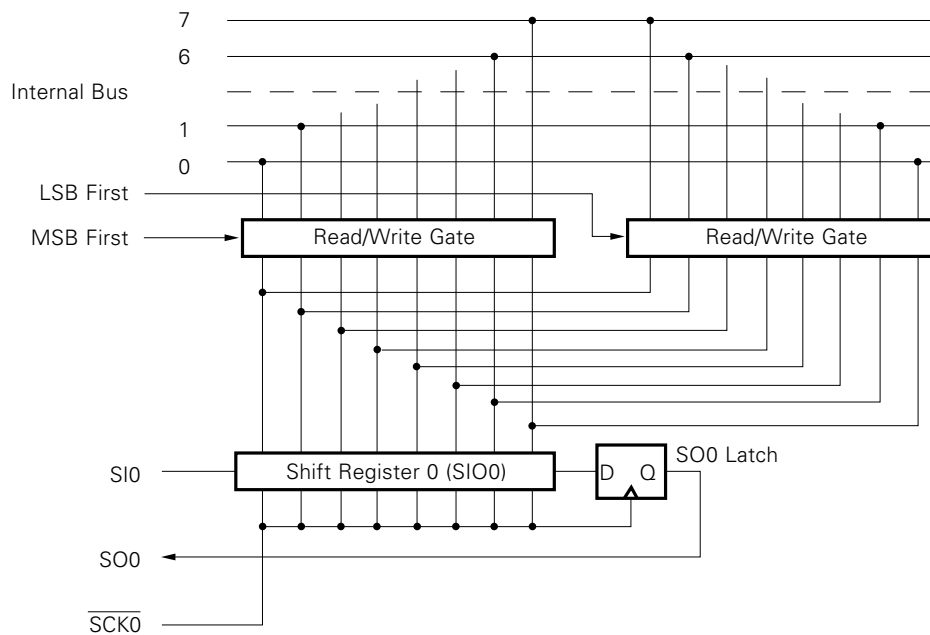 7
6
Internal Bus
1
0
LSB First
MSB First
Read/Write Gate
Read/Write Gate
SI0
Shift Register 0 (SIO0)
D
Q
SO0 Latch
SO0
SCK0